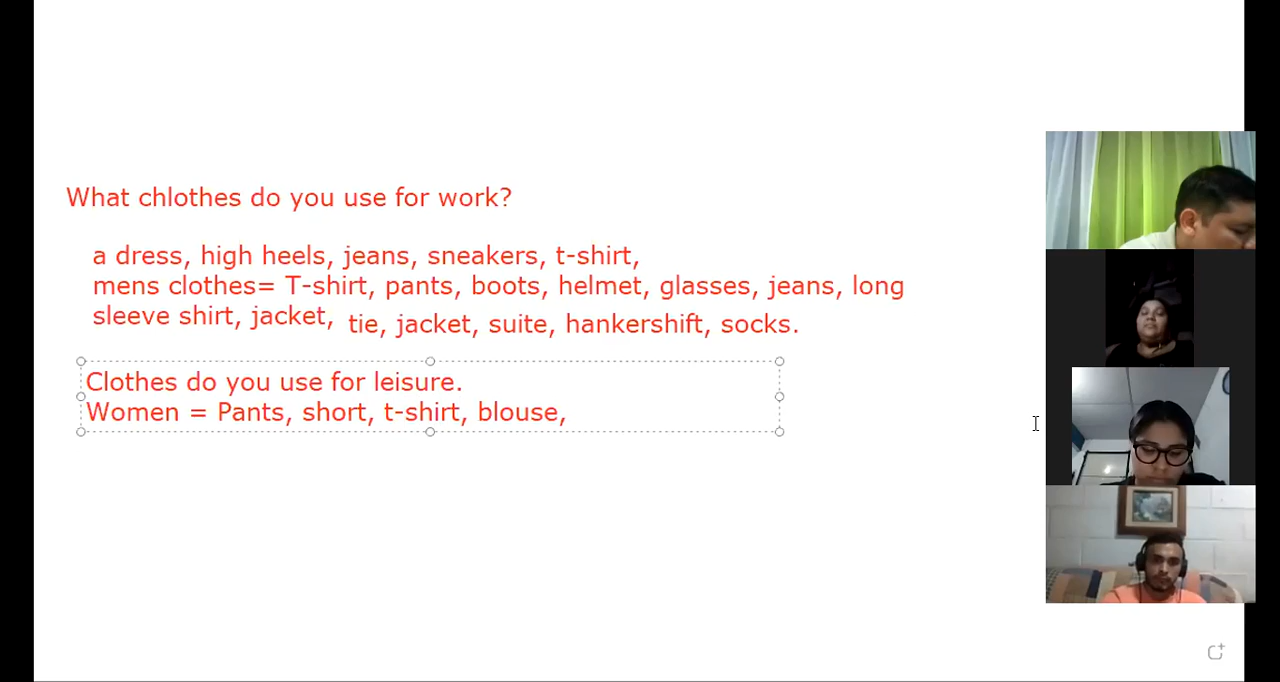 What chlothes do you use for work?
a dress, high heels, jeans, sneakers, t-shirt,
mens clothes= T-shirt, pants, boots, helmet, glasses, jeans, long
sleeve shirt, jacket, tie, jacket, suite, hankershift, socks.
Clothes do you use for leisure.
Women = Pants, short, t-shirt, blouse,